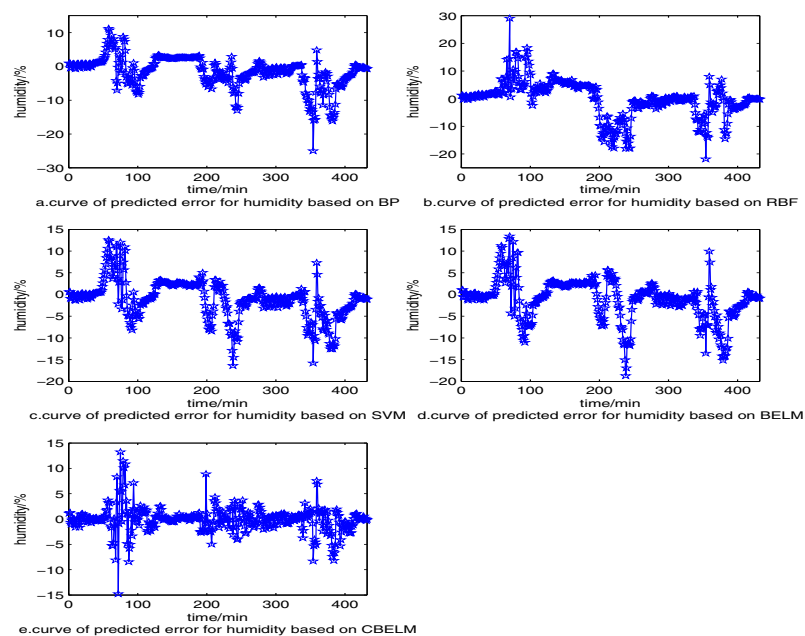 10
0
−10
−20
−30
humidity/%
0 100 200 300 400
time/min
a.curve of predicted error for humidity based on BP
30
20
10
0
−10
−20
humidity/%
0 100 200 300 400
time/min
b.curve of predicted error for humidity based on RBF
15
10
5
0
−5
−10
−15
−20
humidity/%
0 100 200 300 400
time/min
c.curve of predicted error for humidity based on SVM
15
10
5
0
−5
−10
−15
−20
humidity/%
0 100 200 300 400
time/min
d.curve of predicted error for humidity based on BELM
15
10
5
0
−5
−10
−15
humidity/%
0 100 200 300 400
time/min
e.curve of predicted error for humidity based on CBELM